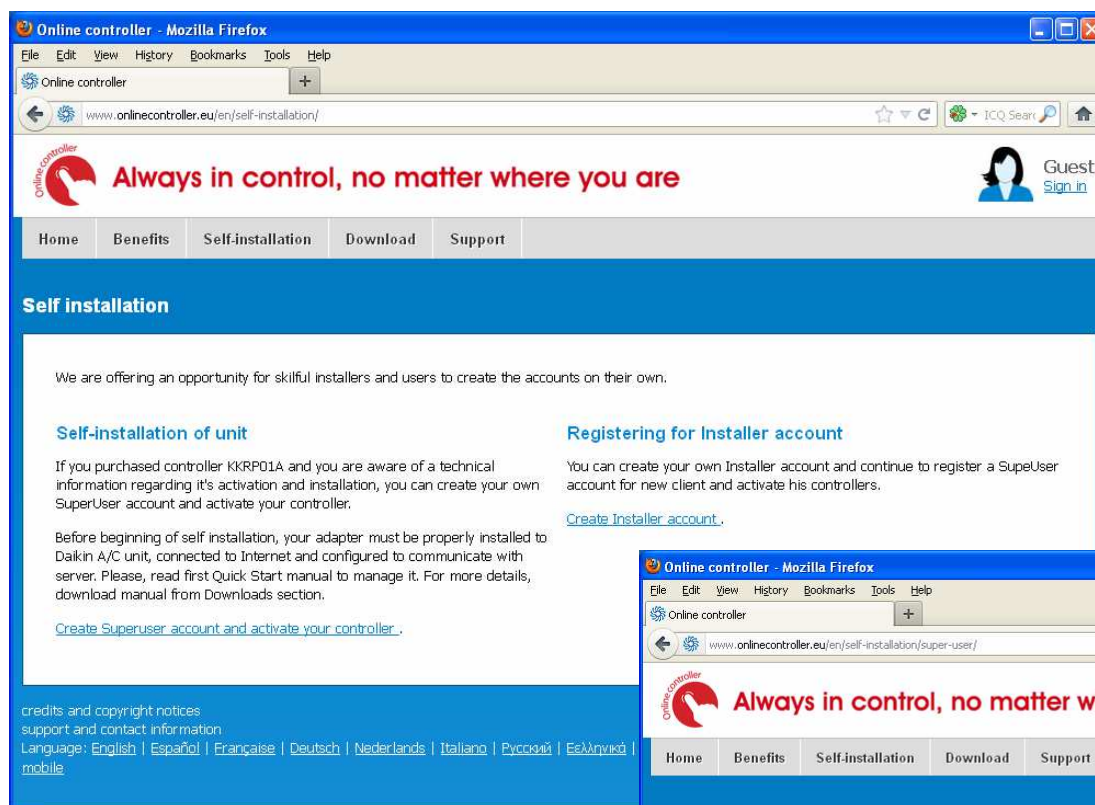 Online controller - Mozilla Firefox
File Edit View History Bookmarks Tools Help
Online controller
www.onlinecontroller.eu/en/self-installation/
ICQ Sear
Online controller
Always in control, no matter where you are
Guest
Sign in
Home Benefits Self-installation Download Support
Self installation
We are offering an opportunity for skilful installers and users to create the accounts on their own.
Self-installation of unit
If you purchased controller KKRP01A and you are aware of a technical
information regarding it's activation and installation, you can create your own
SuperUser account and activate your controller.
Before beginning of self installation, your adapter must be properly installed to
Daikin A/C unit, connected to Internet and configured to communicate with
server. Please, read first Quick Start manual to manage it. For more details,
download manual from Downloads section.
Create Superuser account and activate your controller .
Registering for Installer account
You can create your own Installer account and continue to register a SupeUser
account for new client and activate his controllers.
Create Installer account .
credits and copyright notices
support and contact information
Language: English | Español | Française | Deutsch | Nederlands | Italiano | Русский | Εελληνικά |
mobile
Online controller - Mozilla Firefox
File Edit View History Bookmarks Tools Help
Online controller
www.onlinecontroller.eu/en/self-installation/super-user/
Online controller
Always in control, no matter w
Home Benefits Self-installation Download Support